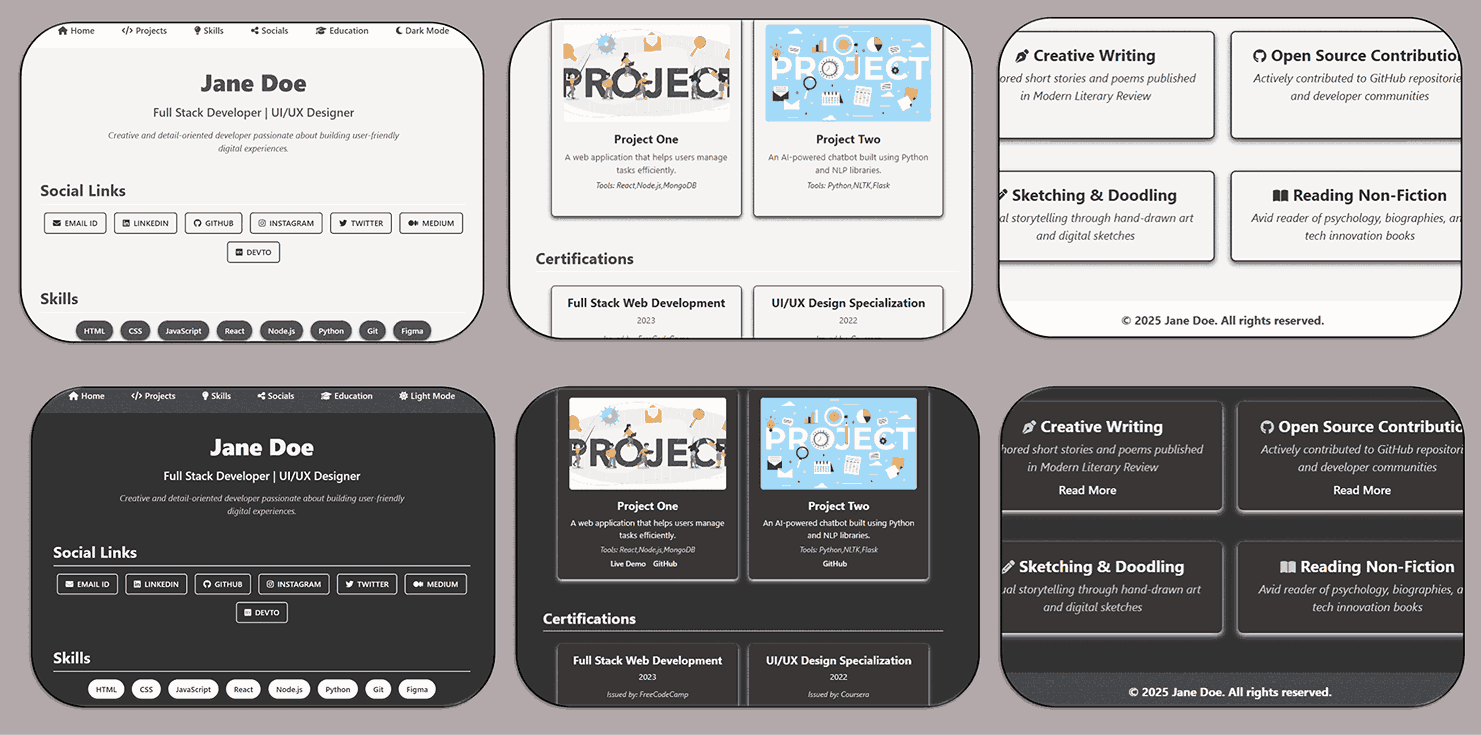 Home Projects Skills Socials Education Dark Mode
Jane Doe
Full Stack Developer | UI/UX Designer
Creative and detail-oriented developer passionate about building user-friendly
digital experiences.
Social Links
EMAIL ID LINKEDIN GITHUB INSTAGRAM TWITTER MEDIUM
DEVTO
Skills
HTML CSS JavaScript React Node.js Python Git Figma
PROJECT
Project One
A web application that helps users manage
tasks efficiently.
Tools: React,Node.js,MongoDB
PROJECT
Project Two
An AI-powered chatbot built using Python
and NLP libraries.
Tools: Python,NLTK,Flask
Certifications
Full Stack Web Development
2023
UI/UX Design Specialization
2022
Creative Writing
ored short stories and poems published
in Modern Literary Review
Open Source Contribution
Actively contributed to GitHub repositorie
and developer communities
Sketching & Doodling
al storytelling through hand-drawn art
and digital sketches
Reading Non-Fiction
Avid reader of psychology, biographies, an
tech innovation books
© 2025 Jane Doe. All rights reserved.
Home Projects Skills Socials Education Light Mode
Jane Doe
Full Stack Developer | UI/UX Designer
Creative and detail-oriented developer passionate about building user-friendly
digital experiences.
Social Links
EMAIL ID LINKEDIN GITHUB INSTAGRAM TWITTER MEDIUM
DEVTO
Skills
HTML CSS JavaScript React Node.js Python Git Figma
PROJECT
Project One
A web application that helps users manage
tasks efficiently.
Tools: React,Node.js,MongoDB
Live Demo GitHub
PROJECT
Project Two
An AI-powered chatbot built using Python
and NLP libraries.
Tools: Python,NLTK,Flask
GitHub
Certifications
Full Stack Web Development
2023
Issued by: FreeCodeCamp
UI/UX Design Specialization
2022
Issued by: Coursera
Creative Writing
hored short stories and poems published
in Modern Literary Review
Read More
Open Source Contributio
Actively contributed to GitHub repositori
and developer communities
Read More
Sketching & Doodling
ual storytelling through hand-drawn art
and digital sketches
Reading Non-Fiction
Avid reader of psychology, biographies, a
tech innovation books
© 2025 Jane Doe. All rights reserved.